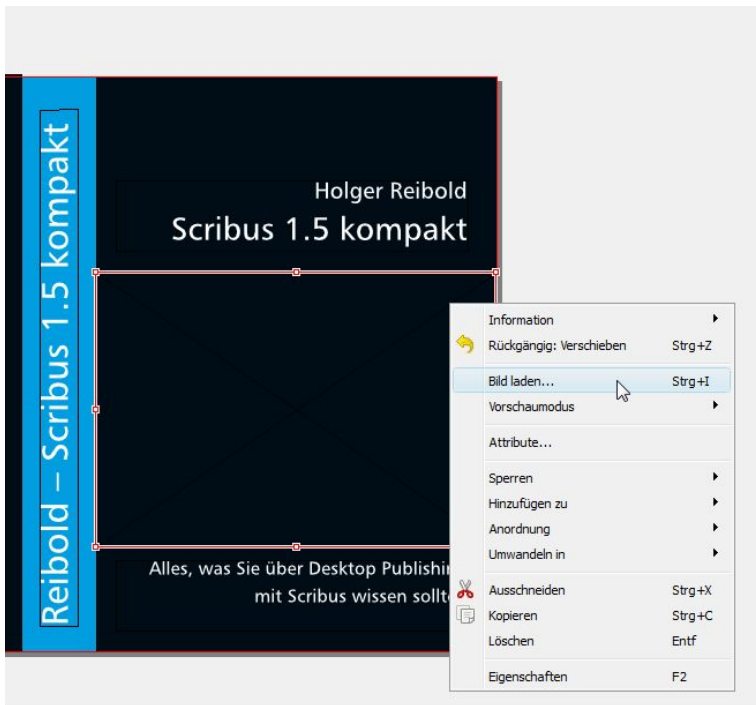 Reibold – Scribus 1.5 kompakt
Holger Reibold
Scribus 1.5 kompakt
Alles, was Sie über Desktop
mit Scribus wissen
Information
Rückgängig: Verschieben Strg+Z
Bild laden... Strg+I
Vorschaumodus
Attribute...
Sperren
Hinzufügen zu
Anordnung
Umwandeln in
Ausschneiden Strg+X
Kopieren Strg+C
Löschen Entf
Eigenschaften F2